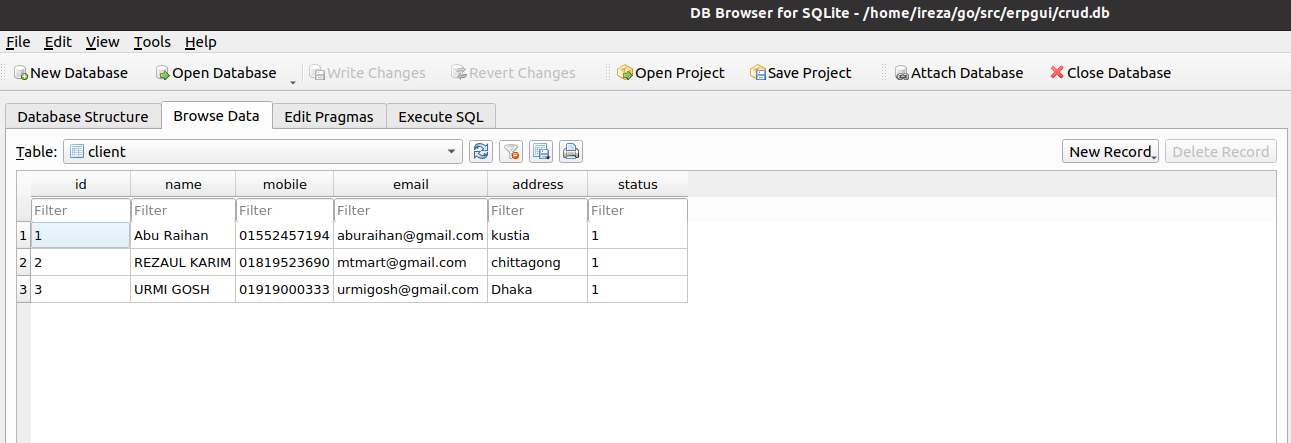 DB Browser for SQLite - /home/ireza/go/src/erpgui/crud.db
File Edit View Tools Help
New Database Open Database Write Changes Revert Changes Open Project Save Project Attach Database Close Database
Database Structure Browse Data Edit Pragmas Execute SQL
Table: client New Record Delete Record
id name mobile email address status
Filter Filter Filter Filter Filter Filter
1 1 Abu Raihan 01552457194 aburaihan@gmail.com kustia 1
2 2 REZAUL KARIM 01819523690 mtmart@gmail.com chittagong 1
3 3 URMI GOSH 01919000333 urmigosh@gmail.com Dhaka 1